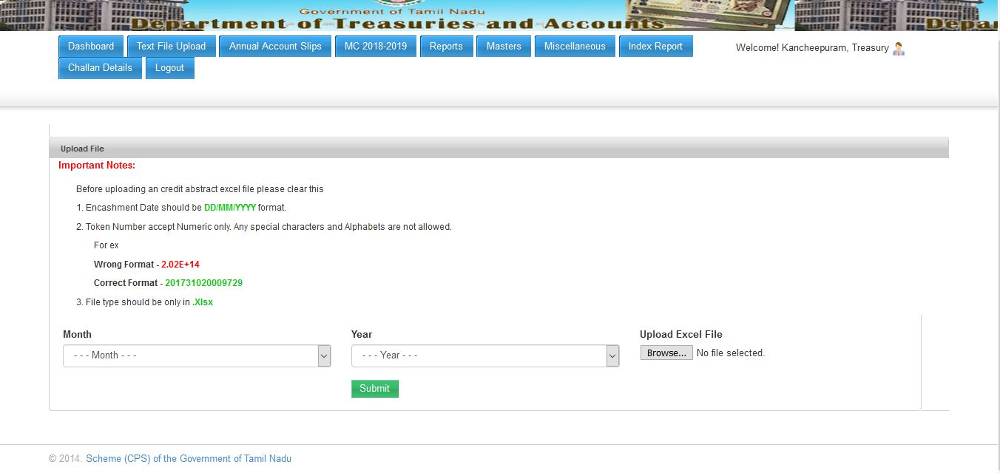 Government of Tamil Nadu
Department of Treasuries and Accounts
Depar
Dashboard
Text File Upload
Annual Account Slips
MC 2018-2019
Reports
Masters
Miscellaneous
Index Report
Welcome! Kancheepuram, Treasury
Challan Details
Logout
Upload File
Important Notes:
Before uploading an credit abstract excel file please clear this
1. Encashment Date should be DD/MM/YYYY format.
2. Token Number accept Numeric only. Any special characters and Alphabets are not allowed.
For ex
Wrong Format - 2.02E+14
Correct Format - 201731020009729
3. File type should be only in .Xlsx
Month
Year
Upload Excel File
- - - Month - - -
- - - Year - - -
Browse... No file selected.
Submit
© 2014. Scheme (CPS) of the Government of Tamil Nadu